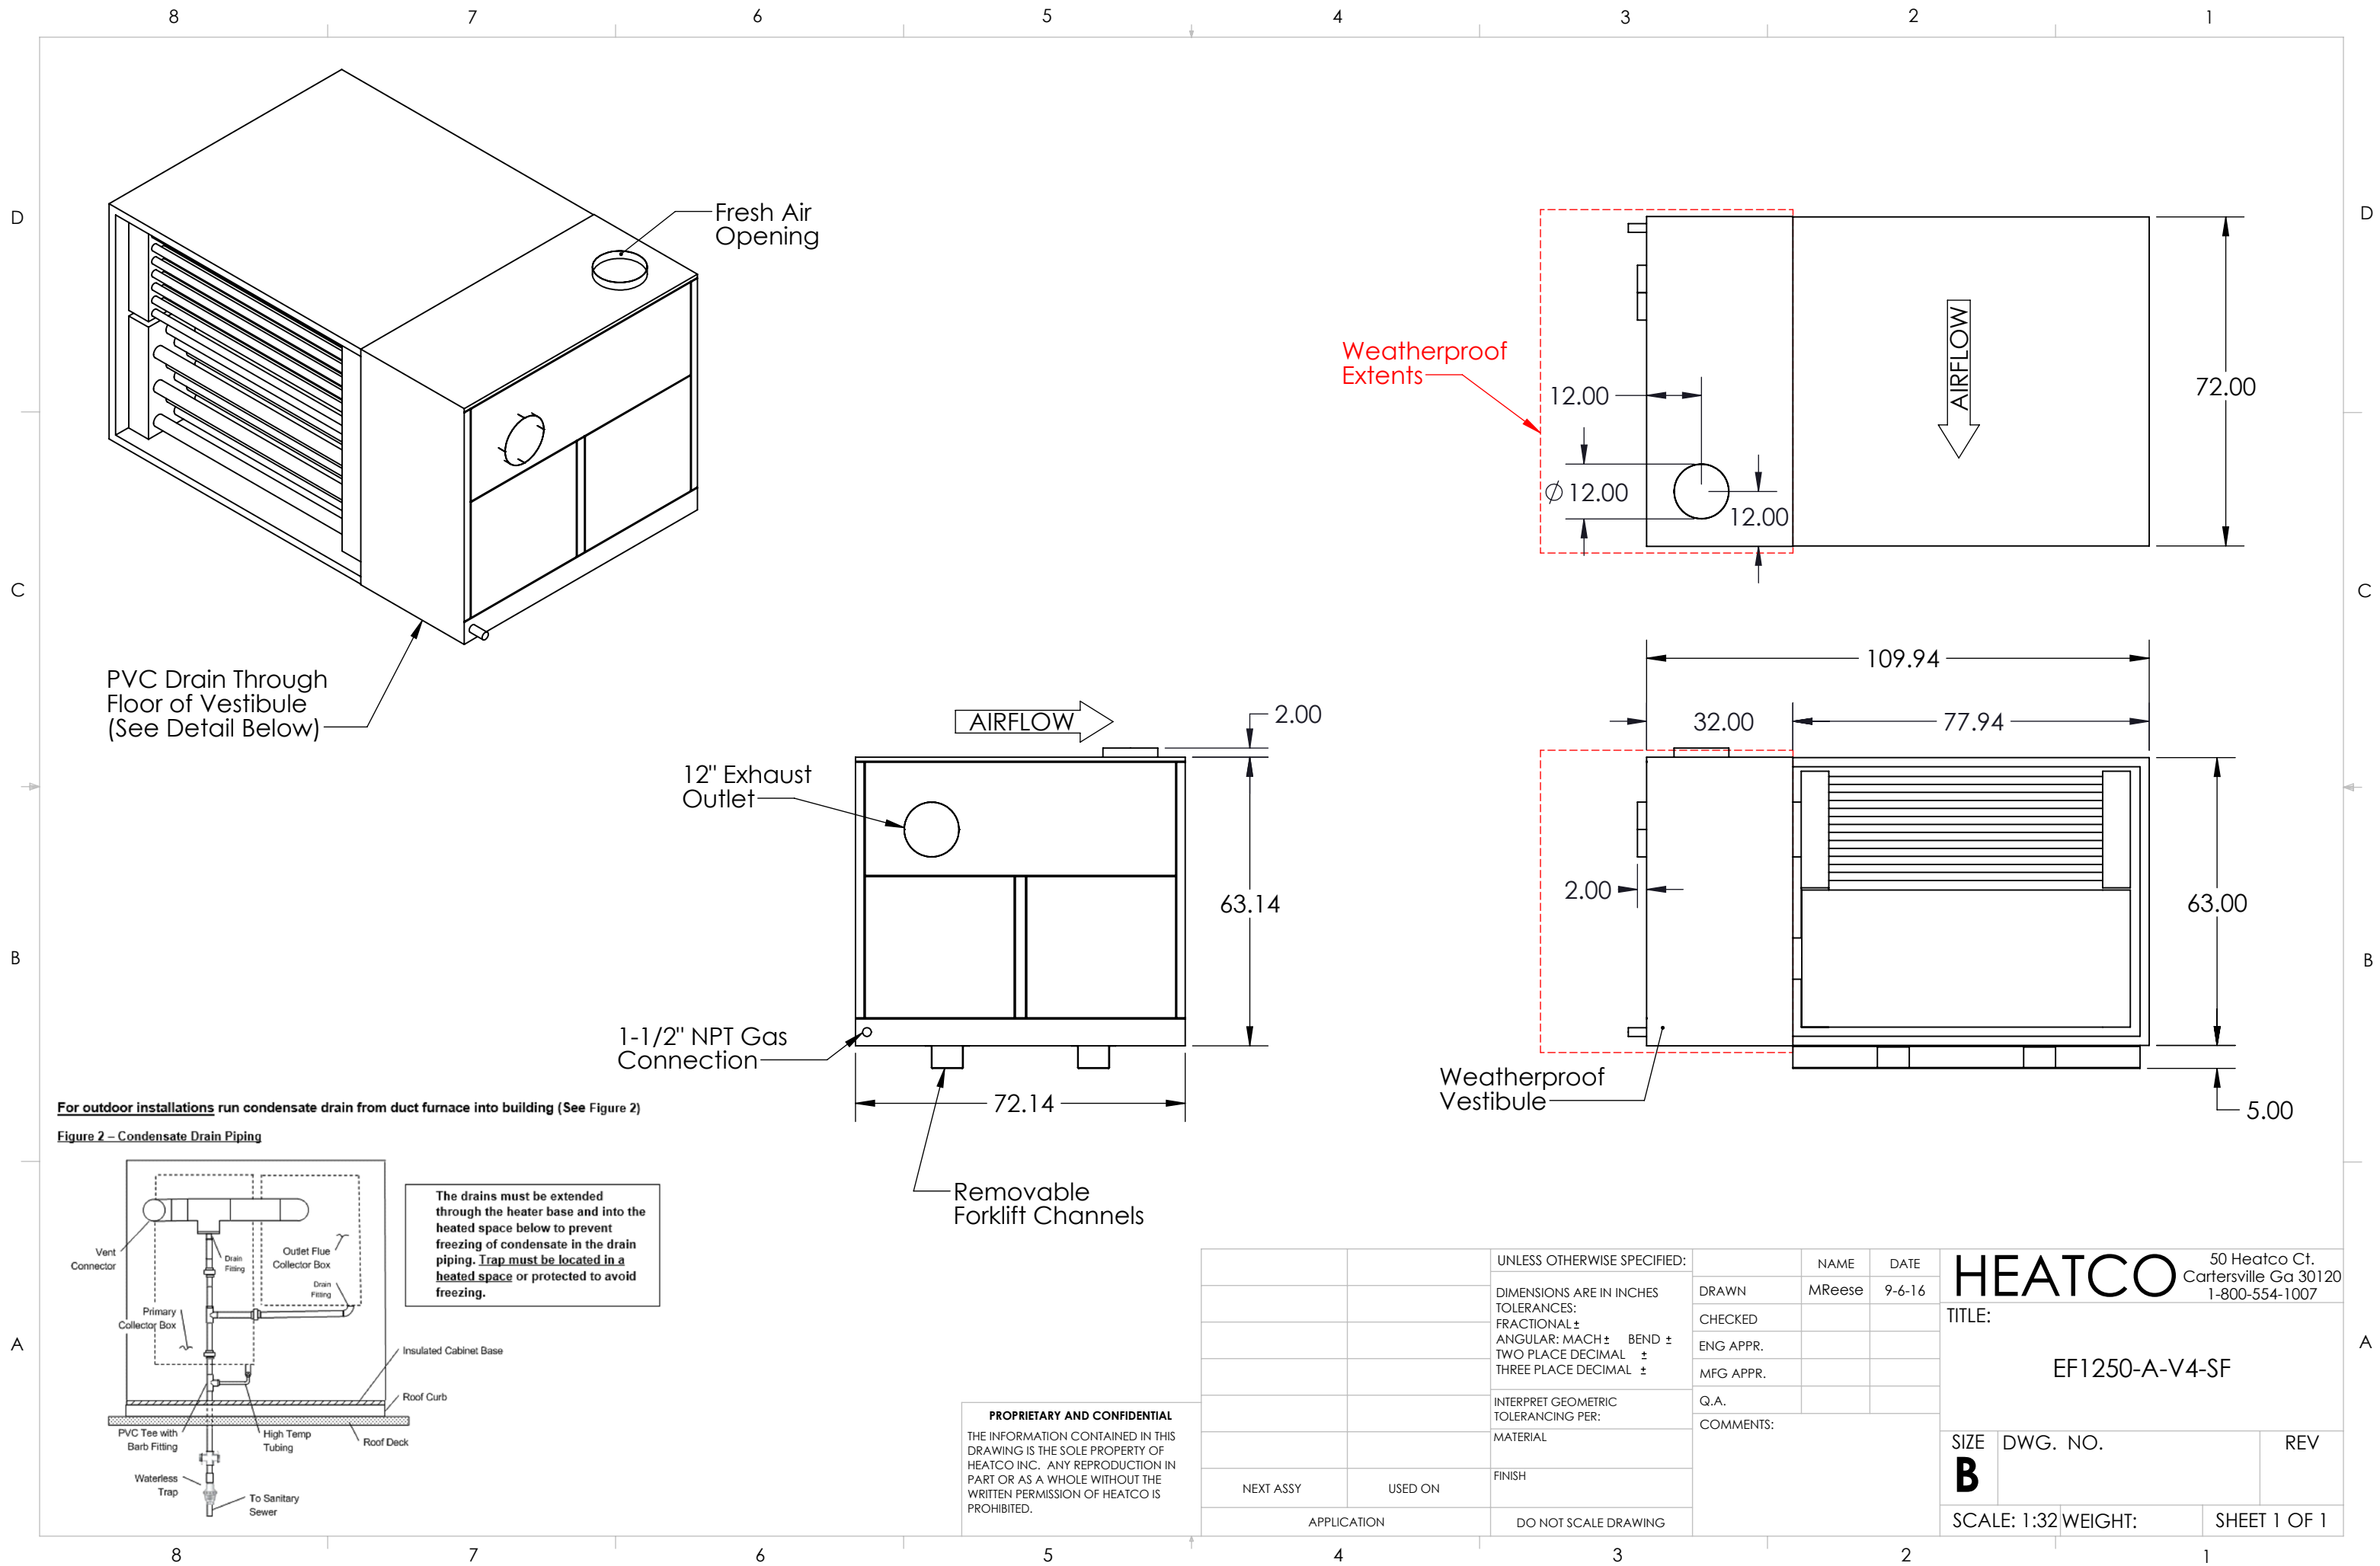 8 7 6 5 4 3 2 1
D
C
B
A
D
C
B
A
Fresh Air
Opening
PVC Drain Through
Floor of Vestibule
(See Detail Below)
Weatherproof
Extents
12.00
∅12.00
12.00
AIRFLOW
72.00
AIRFLOW
2.00
12" Exhaust
Outlet
63.14
1-1/2" NPT Gas
Connection
72.14
Removable
Forklift Channels
109.94
32.00
77.94
2.00
63.00
Weatherproof
Vestibule
5.00
For outdoor installations run condensate drain from duct furnace into building (See Figure 2)
Figure 2 – Condensate Drain Piping
Vent
Connector
Drain
Fitting
Outlet Flue
Collector Box
Drain
Fitting
Primary
Collector Box
Insulated Cabinet Base
Roof Curb
PVC Tee with
Barb Fitting
High Temp
Tubing
Roof Deck
Waterless
Trap
To Sanitary
Sewer
The drains must be extended
through the heater base and into the
heated space below to prevent
freezing of condensate in the drain
piping. Trap must be located in a
heated space or protected to avoid
freezing.
PROPRIETARY AND CONFIDENTIAL
THE INFORMATION CONTAINED IN THIS
DRAWING IS THE SOLE PROPERTY OF
HEATCO INC. ANY REPRODUCTION IN
PART OR AS A WHOLE WITHOUT THE
WRITTEN PERMISSION OF HEATCO IS
PROHIBITED.
NEXT ASSY
USED ON
APPLICATION
UNLESS OTHERWISE SPECIFIED:
DIMENSIONS ARE IN INCHES
TOLERANCES:
FRACTIONAL ±
ANGULAR: MACH ± BEND ±
TWO PLACE DECIMAL ±
THREE PLACE DECIMAL ±
INTERPRET GEOMETRIC
TOLERANCING PER:
MATERIAL
FINISH
DO NOT SCALE DRAWING
NAME DATE
DRAWN MReese 9-6-16
CHECKED
ENG APPR.
MFG APPR.
Q.A.
COMMENTS:
HEATCO
50 Heatco Ct.
Cartersville Ga 30120
1-800-554-1007
TITLE:
EF1250-A-V4-SF
SIZE
B
DWG. NO.
REV
SCALE: 1:32
WEIGHT:
SHEET 1 OF 1
8 7 6 5 4 3 2 1